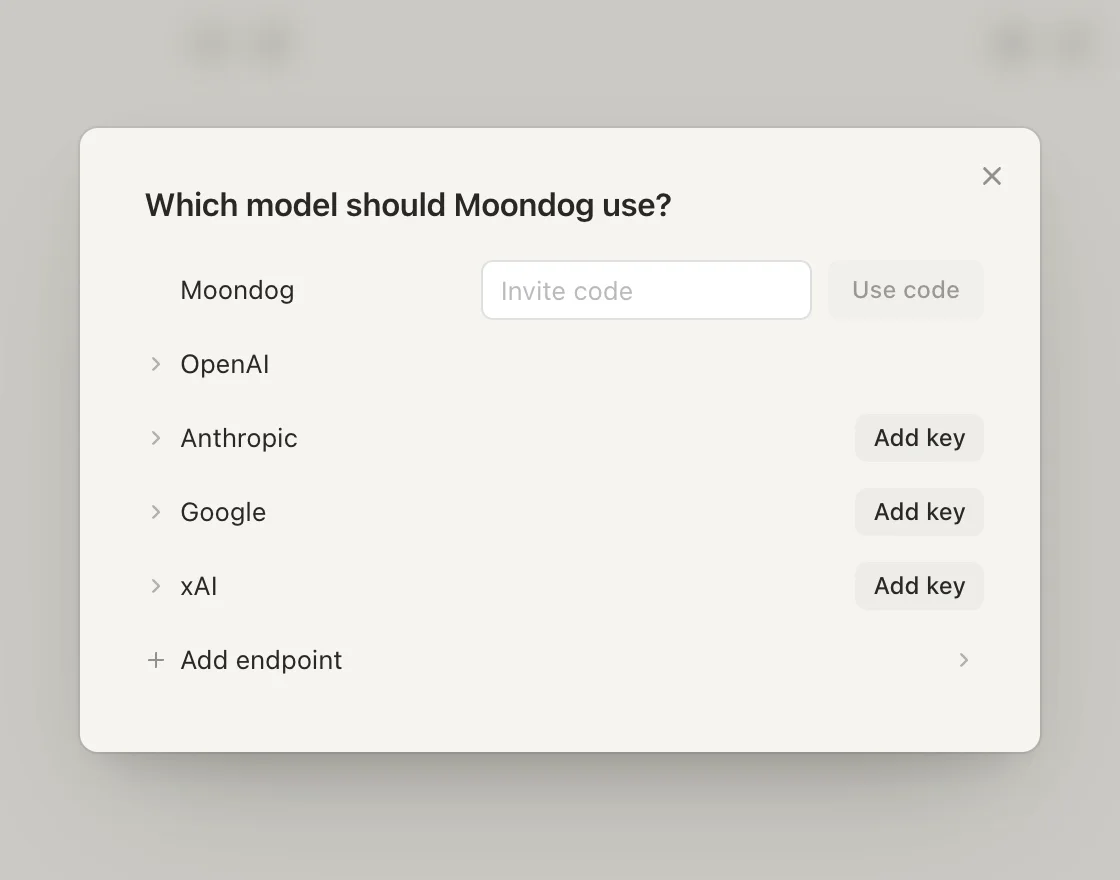 Which model should Moondog use?
Moondog Invite code Use code
OpenAI
Anthropic Add key
Google Add key
xAI Add key
Add endpoint